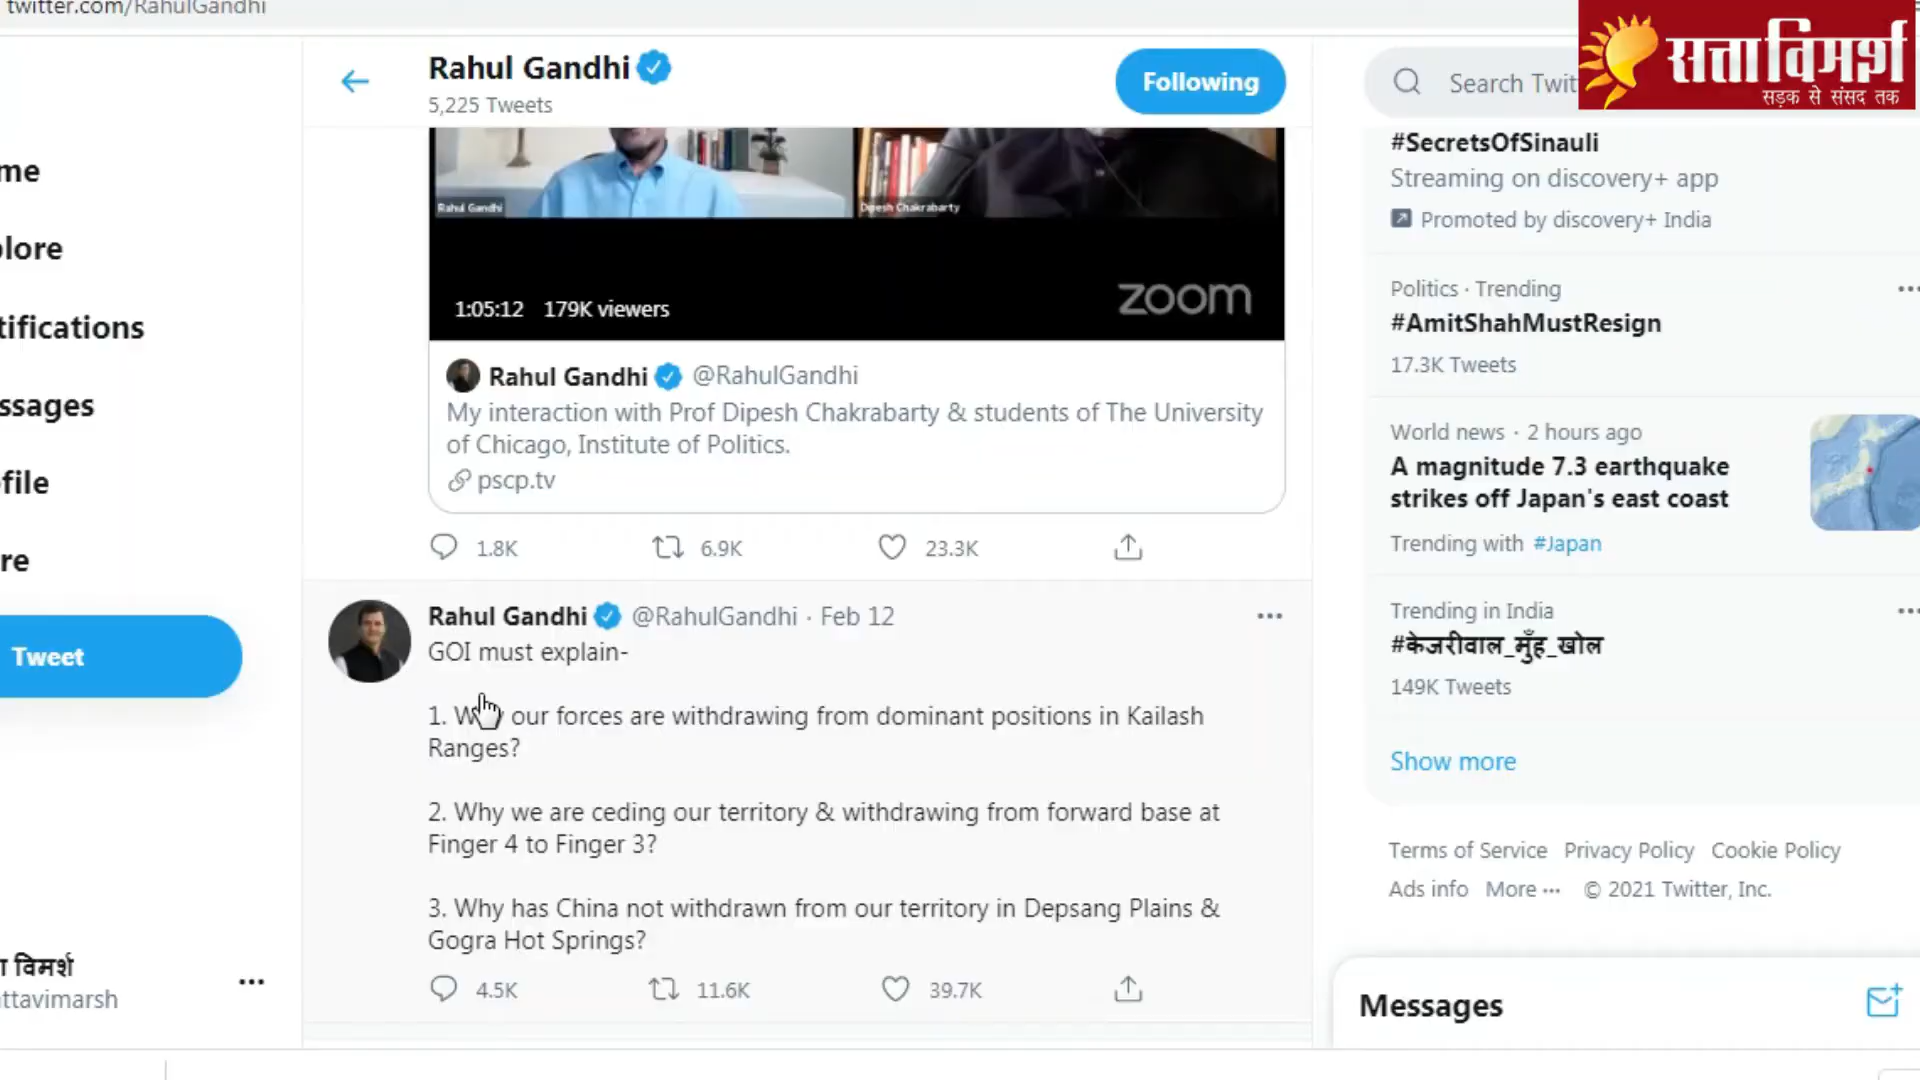 twitter.com/RahulGandhi
सत्ता विमर्श
सड़क से संसद तक
Rahul Gandhi
5,225 Tweets
Following
Search Twit
me
lore
tifications
ssages
file
re
Tweet
ा विमर्श
ttavimarsh
Rahul Gandhi
Dipesh Chakrabarty
1:05:12 179K viewers
zoom
Rahul Gandhi @RahulGandhi
My interaction with Prof Dipesh Chakrabarty & students of The University
of Chicago, Institute of Politics.
pscp.tv
1.8K 6.9K 23.3K
Rahul Gandhi @RahulGandhi · Feb 12
GOI must explain-
1. Why our forces are withdrawing from dominant positions in Kailash
Ranges?
2. Why we are ceding our territory & withdrawing from forward base at
Finger 4 to Finger 3?
3. Why has China not withdrawn from our territory in Depsang Plains &
Gogra Hot Springs?
4.5K 11.6K 39.7K
#SecretsOfSinauli
Streaming on discovery+ app
Promoted by discovery+ India
Politics · Trending
#AmitShahMustResign
17.3K Tweets
World news · 2 hours ago
A magnitude 7.3 earthquake
strikes off Japan's east coast
Trending with #Japan
Trending in India
#केजरीवाल_मुँह_खोल
149K Tweets
Show more
Terms of Service Privacy Policy Cookie Policy
Ads info More ··· © 2021 Twitter, Inc.
Messages